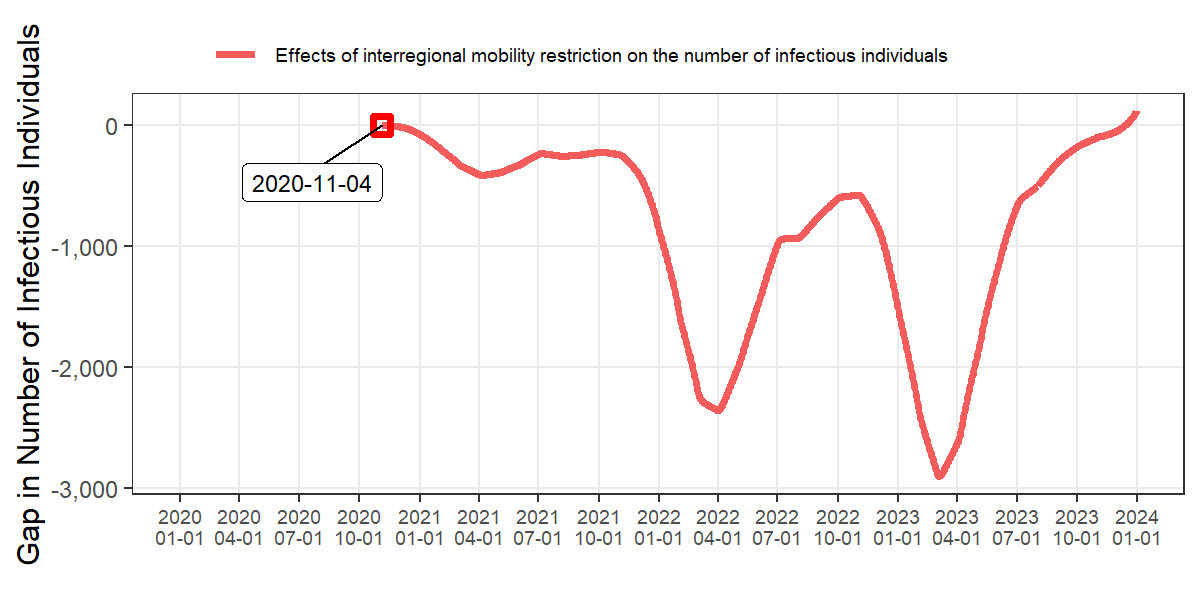 Effects of interregional mobility restriction on the number of infectious individuals
Gap in Number of Infectious Individuals
0
-1,000
-2,000
-3,000
2020-11-04
2020 2020 2020 2020 2021 2021 2021 2021 2022 2022 2022 2022 2023 2023 2023 2023 2024
01-01 04-01 07-01 10-01 01-01 04-01 07-01 10-01 01-01 04-01 07-01 10-01 01-01 04-01 07-01 10-01 01-01